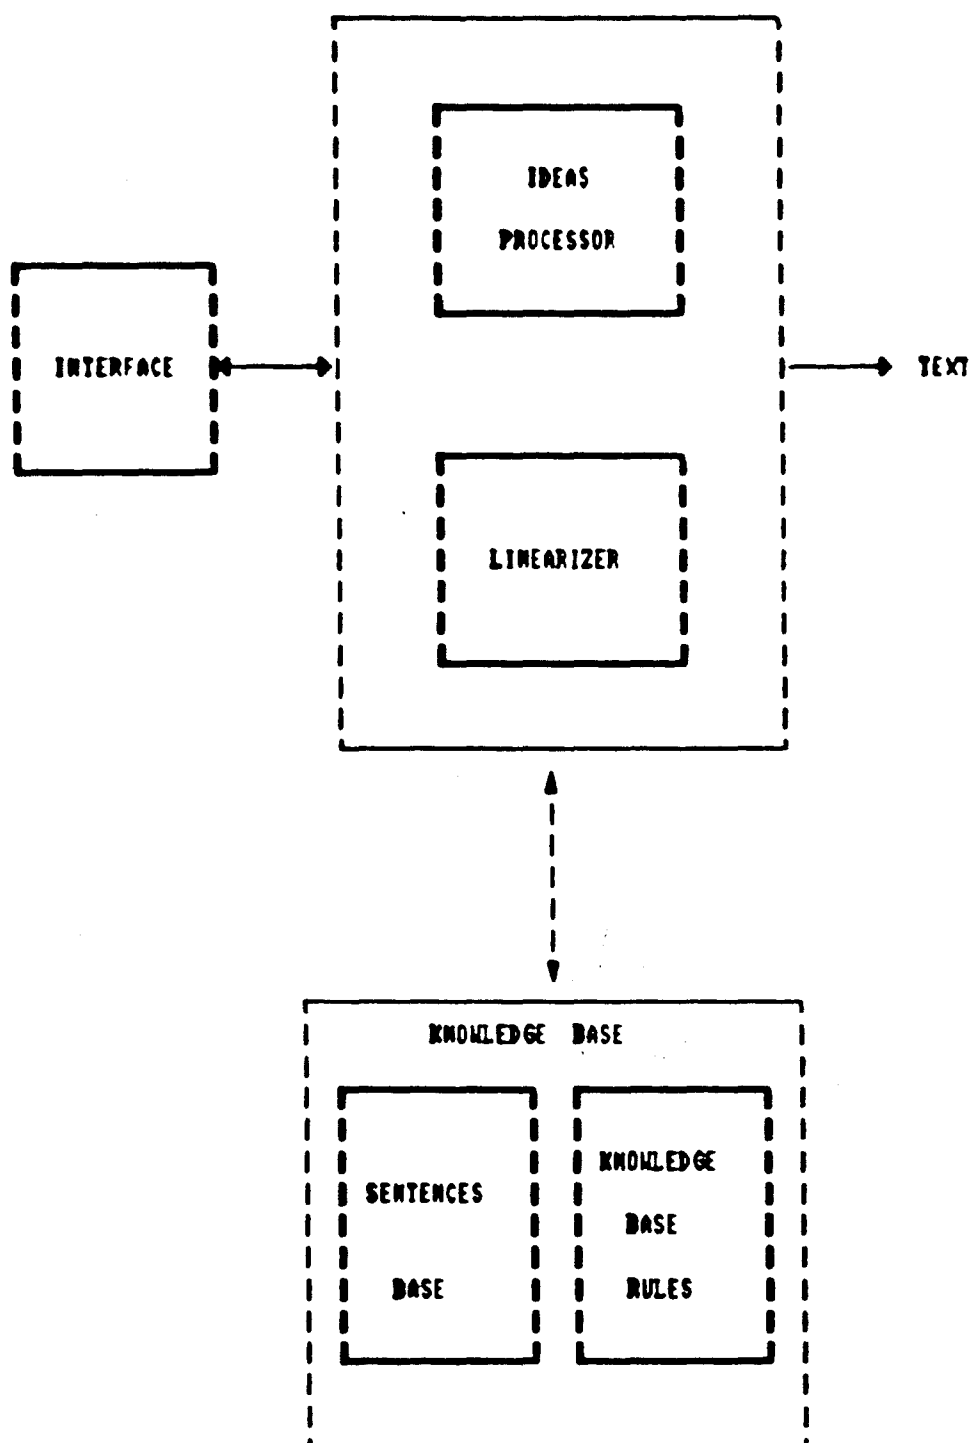 IDEAS
PROCESSOR
INTERFACE
TEXT
LINEARIZER
KNOWLEDGE BASE
SENTENCES
BASE
KNOWLEDGE
BASE
RULES